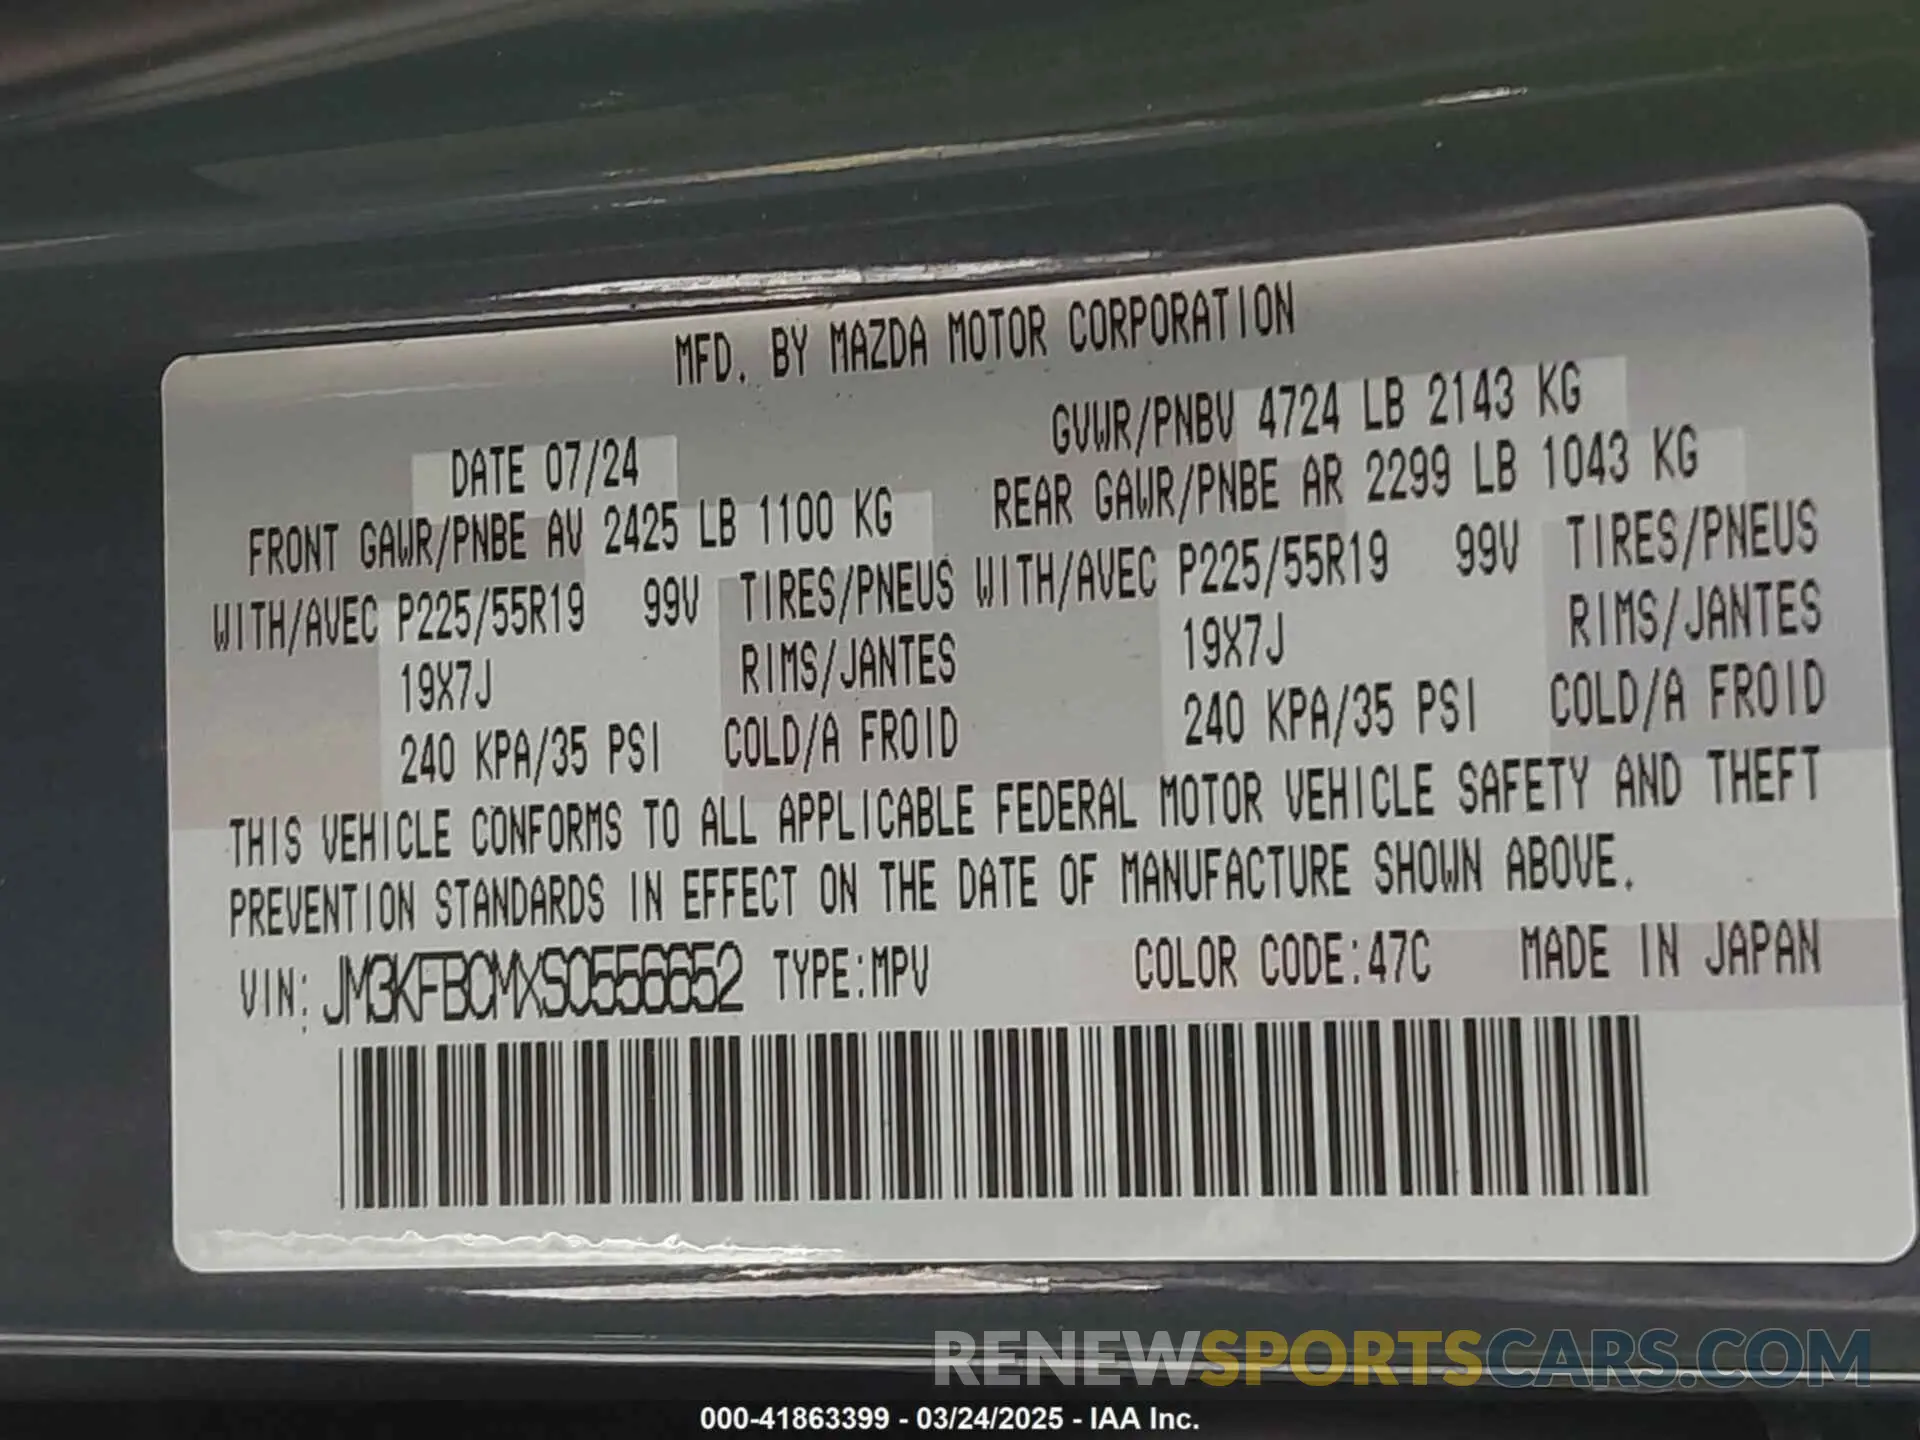 MFD. BY MAZDA MOTOR CORPORATION
DATE 07/24 GVWR/PNBV 4724 LB 2143 KG
FRONT GAWR/PNBE AV 2425 LB 1100 KG REAR GAWR/PNBE AR 2299 LB 1043 KG
WITH/AVEC P225/55R19 99V TIRES/PNEUS WITH/AVEC P225/55R19 99V TIRES/PNEUS
19X7J RIMS/JANTES 19X7J RIMS/JANTES
240 KPA/35 PSI COLD/A FROID 240 KPA/35 PSI COLD/A FROID
THIS VEHICLE CONFORMS TO ALL APPLICABLE FEDERAL MOTOR VEHICLE SAFETY AND THEFT
PREVENTION STANDARDS IN EFFECT ON THE DATE OF MANUFACTURE SHOWN ABOVE.
VIN: JM3KFBCMXS0556652 TYPE:MPV COLOR CODE:47C MADE IN JAPAN
RENEWSPORTSCARS.COM
000-41863399 - 03/24/2025 - IAA Inc.